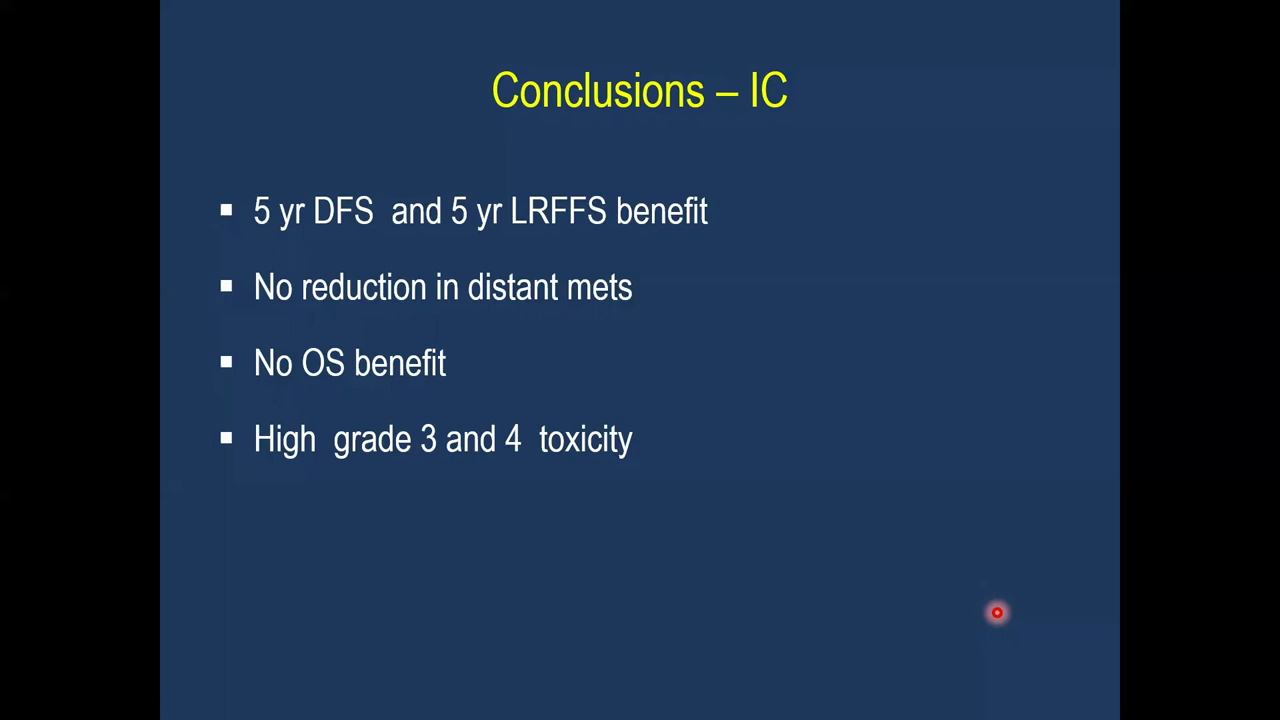 Conclusions – IC
▪ 5 yr DFS and 5 yr LRFFS benefit
▪ No reduction in distant mets
▪ No OS benefit
▪ High grade 3 and 4 toxicity